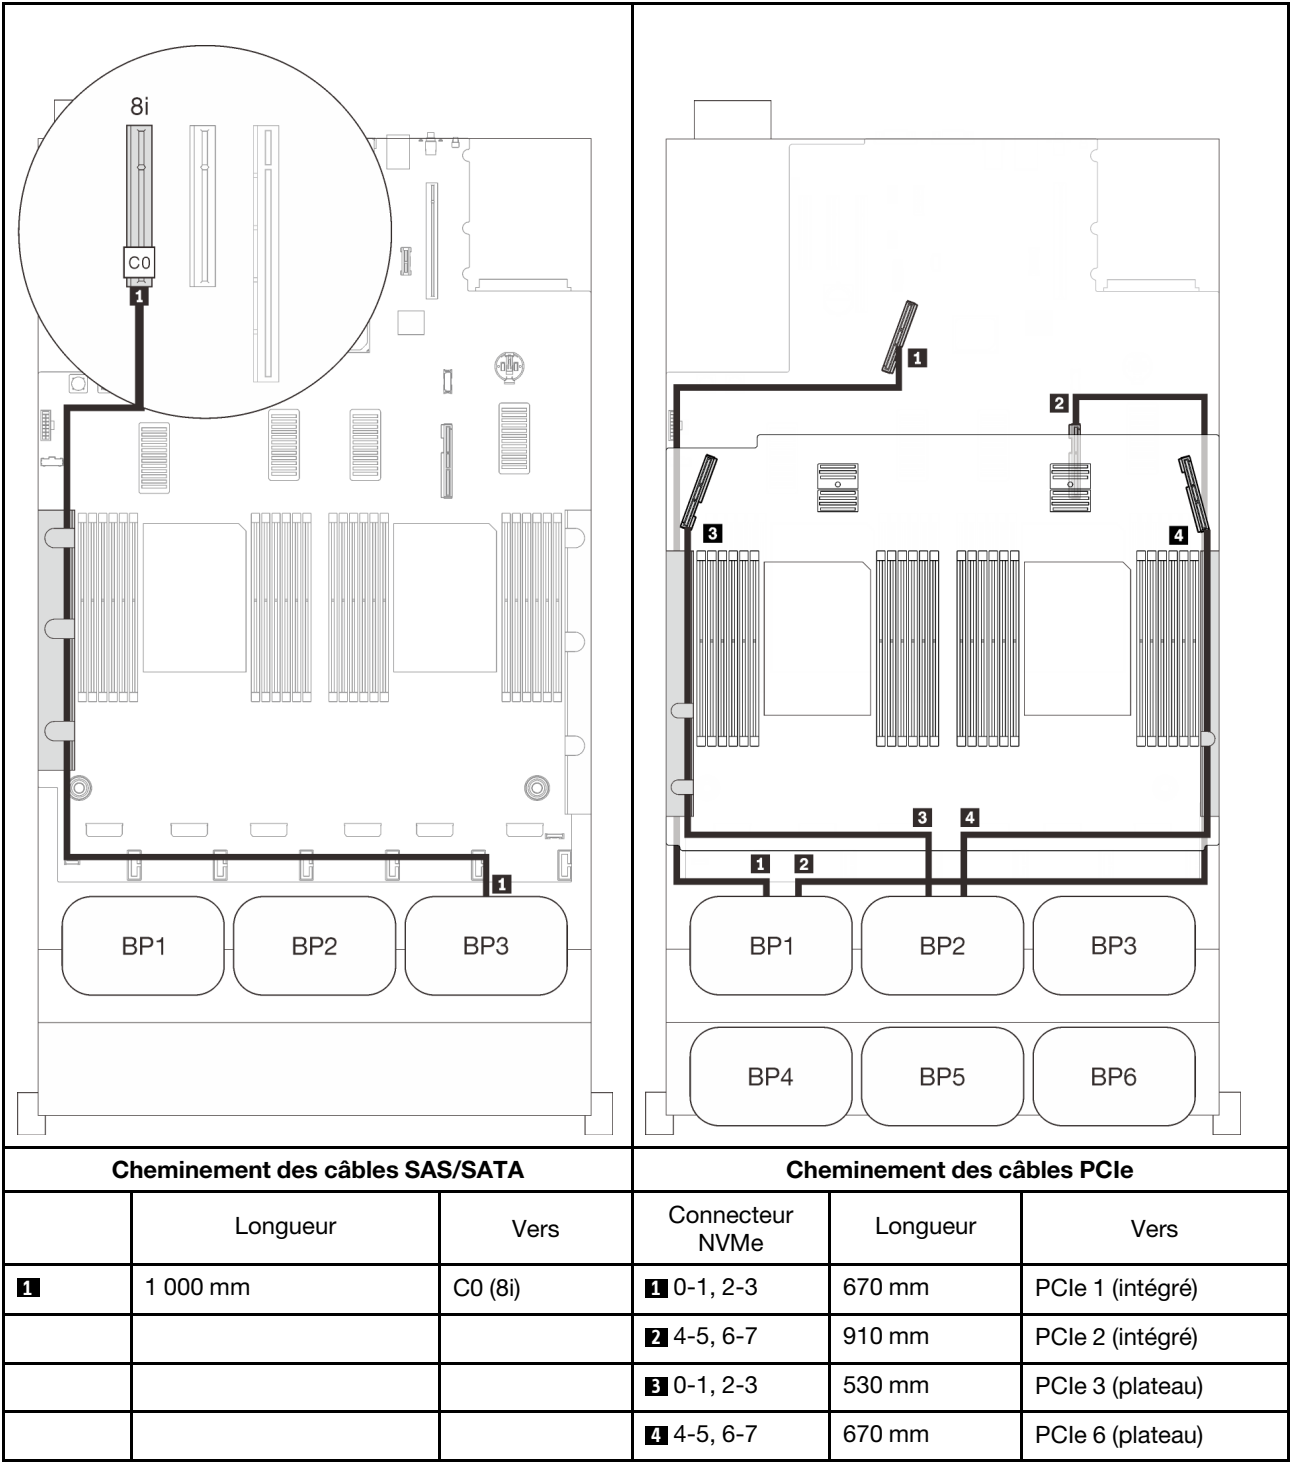 8i
C0
1
1
BP1 BP2 BP3
1
2
3
4
3 4
1 2
BP1 BP2 BP3
BP4 BP5 BP6
Cheminement des câbles SAS/SATA
Cheminement des câbles PCIe
Longueur Vers Connecteur NVMe Longueur Vers
1 1 000 mm C0 (8i) 1 0-1, 2-3 670 mm PCIe 1 (intégré)
2 4-5, 6-7 910 mm PCIe 2 (intégré)
3 0-1, 2-3 530 mm PCIe 3 (plateau)
4 4-5, 6-7 670 mm PCIe 6 (plateau)